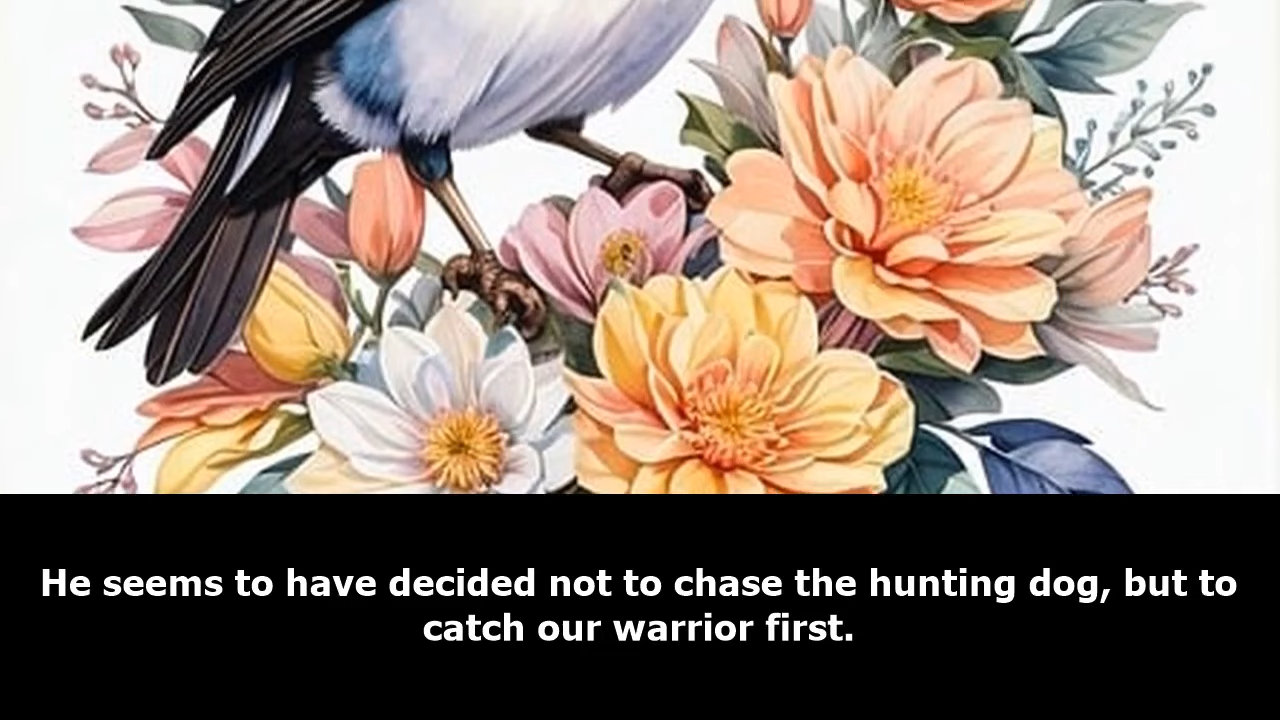 He seems to have decided not to chase the hunting dog, but to
catch our warrior first.